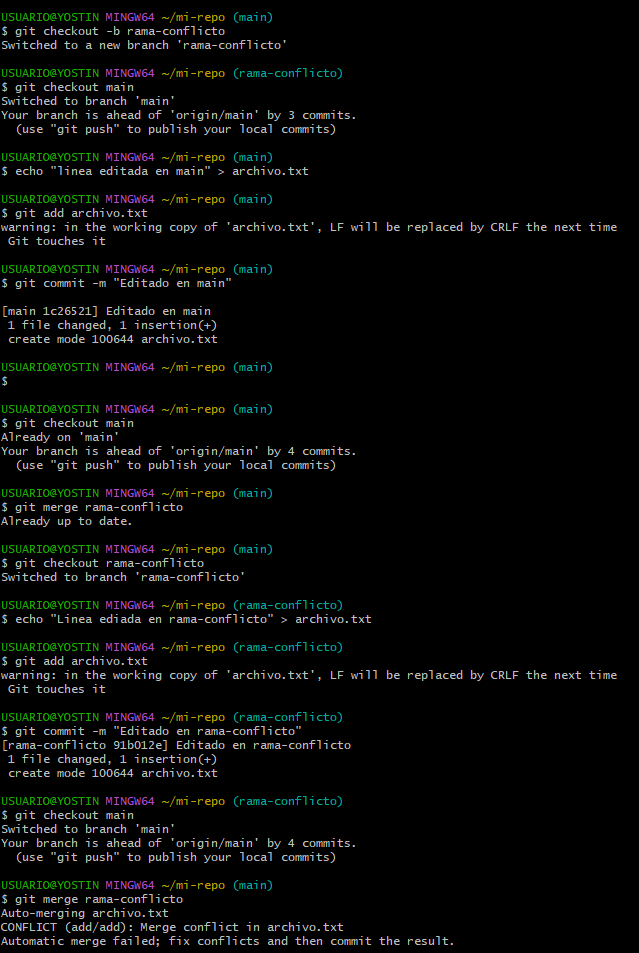 USUARIO@YOSTIN MINGW64 ~/mi-repo (main)
$ git checkout -b rama-conflicto
Switched to a new branch 'rama-conflicto'
USUARIO@YOSTIN MINGW64 ~/mi-repo (rama-conflicto)
$ git checkout main
Switched to branch 'main'
Your branch is ahead of 'origin/main' by 3 commits.
  (use "git push" to publish your local commits)
USUARIO@YOSTIN MINGW64 ~/mi-repo (main)
$ echo "linea editada en main" > archivo.txt
USUARIO@YOSTIN MINGW64 ~/mi-repo (main)
$ git add archivo.txt
warning: in the working copy of 'archivo.txt', LF will be replaced by CRLF the next time
 Git touches it
USUARIO@YOSTIN MINGW64 ~/mi-repo (main)
$ git commit -m "Editado en main"
[main 1c26521] Editado en main
 1 file changed, 1 insertion(+)
 create mode 100644 archivo.txt
USUARIO@YOSTIN MINGW64 ~/mi-repo (main)
$
USUARIO@YOSTIN MINGW64 ~/mi-repo (main)
$ git checkout main
Already on 'main'
Your branch is ahead of 'origin/main' by 4 commits.
  (use "git push" to publish your local commits)
USUARIO@YOSTIN MINGW64 ~/mi-repo (main)
$ git merge rama-conflicto
Already up to date.
USUARIO@YOSTIN MINGW64 ~/mi-repo (main)
$ git checkout rama-conflicto
Switched to branch 'rama-conflicto'
USUARIO@YOSTIN MINGW64 ~/mi-repo (rama-conflicto)
$ echo "Linea ediada en rama-conflicto" > archivo.txt
USUARIO@YOSTIN MINGW64 ~/mi-repo (rama-conflicto)
$ git add archivo.txt
warning: in the working copy of 'archivo.txt', LF will be replaced by CRLF the next time
 Git touches it
USUARIO@YOSTIN MINGW64 ~/mi-repo (rama-conflicto)
$ git commit -m "Editado en rama-conflicto"
[rama-conflicto 91b012e] Editado en rama-conflicto
 1 file changed, 1 insertion(+)
 create mode 100644 archivo.txt
USUARIO@YOSTIN MINGW64 ~/mi-repo (rama-conflicto)
$ git checkout main
Switched to branch 'main'
Your branch is ahead of 'origin/main' by 4 commits.
  (use "git push" to publish your local commits)
USUARIO@YOSTIN MINGW64 ~/mi-repo (main)
$ git merge rama-conflicto
Auto-merging archivo.txt
CONFLICT (add/add): Merge conflict in archivo.txt
Automatic merge failed; fix conflicts and then commit the result.